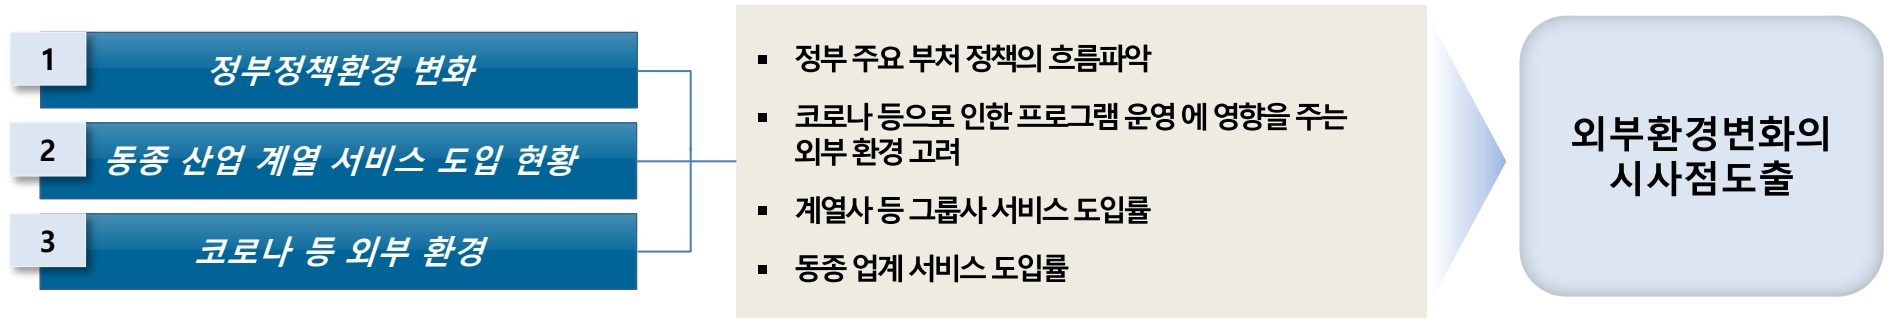 1
정부정책환경 변화
2
동종 산업 계열 서비스 도입 현황
3
코로나 등 외부 환경
▪ 정부 주요 부처 정책의 흐름파악
▪ 코로나 등으로 인한 프로그램 운영 에 영향을 주는
외부 환경 고려
▪ 계열사 등 그룹사 서비스 도입률
▪ 동종 업계 서비스 도입률
외부환경변화의
시사점도출